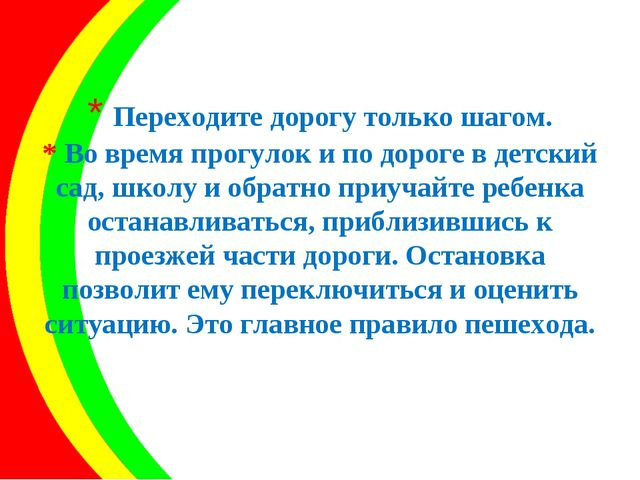 * Переходите дорогу только шагом.
* Во время прогулок и по дороге в детский
сад, школу и обратно приучайте ребенка
останавливаться, приблизившись к
проезжей части дороги. Остановка
позволит ему переключиться и оценить
ситуацию. Это главное правило пешехода.